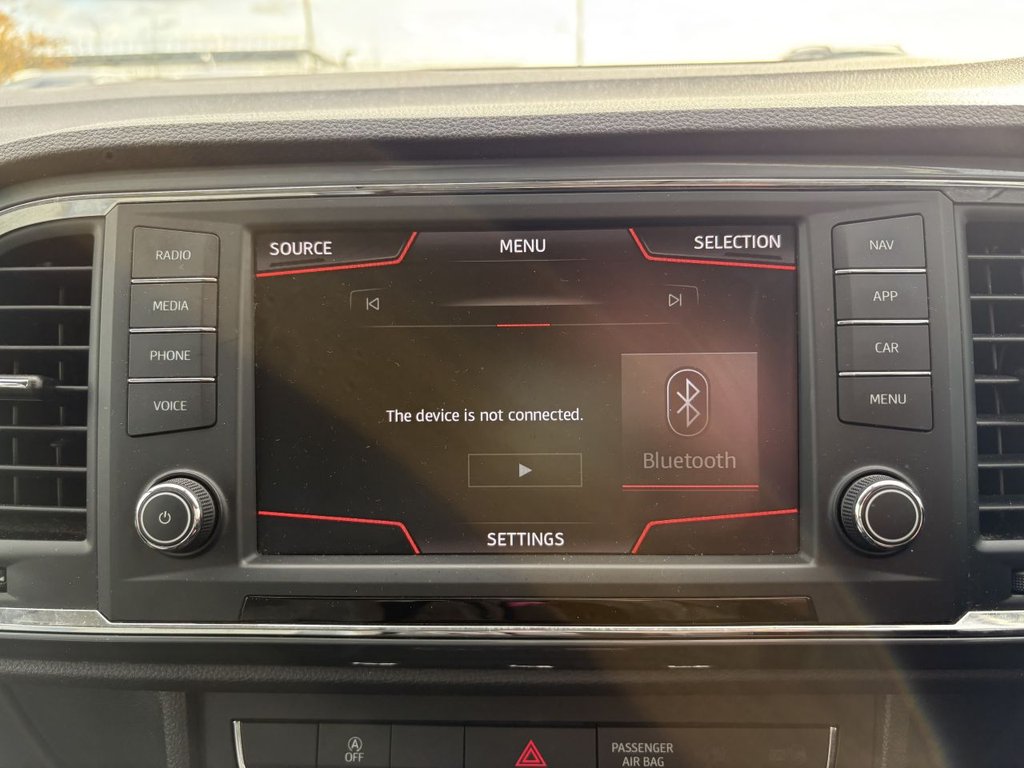 SOURCE
MENU
SELECTION
RADIO
MEDIA
PHONE
VOICE
The device is not connected.
Bluetooth
SETTINGS
NAV
APP
CAR
MENU
A
OFF
PASSENGER
AIR BAG